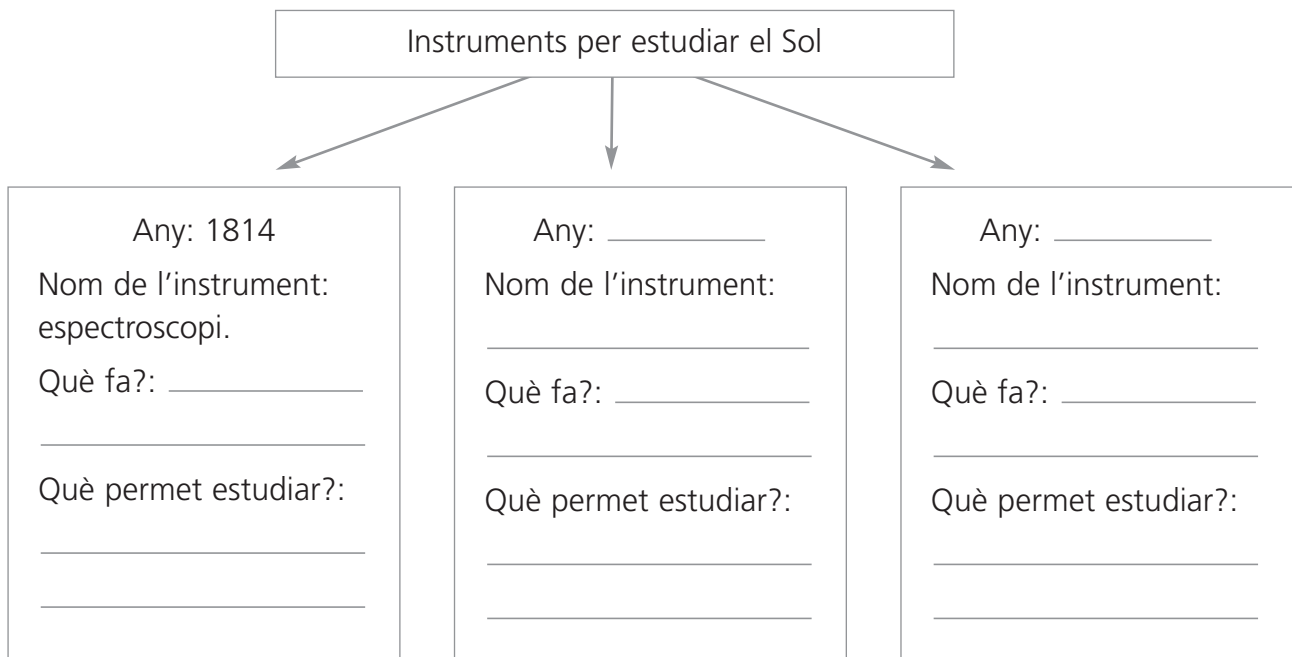 Instruments per estudiar el Sol
Any: 1814
Nom de l’instrument:
espectroscopi.
Què fa?:
Què permet estudiar?:
Any:
Nom de l’instrument:
Què fa?:
Què permet estudiar?:
Any:
Nom de l’instrument:
Què fa?:
Què permet estudiar?: